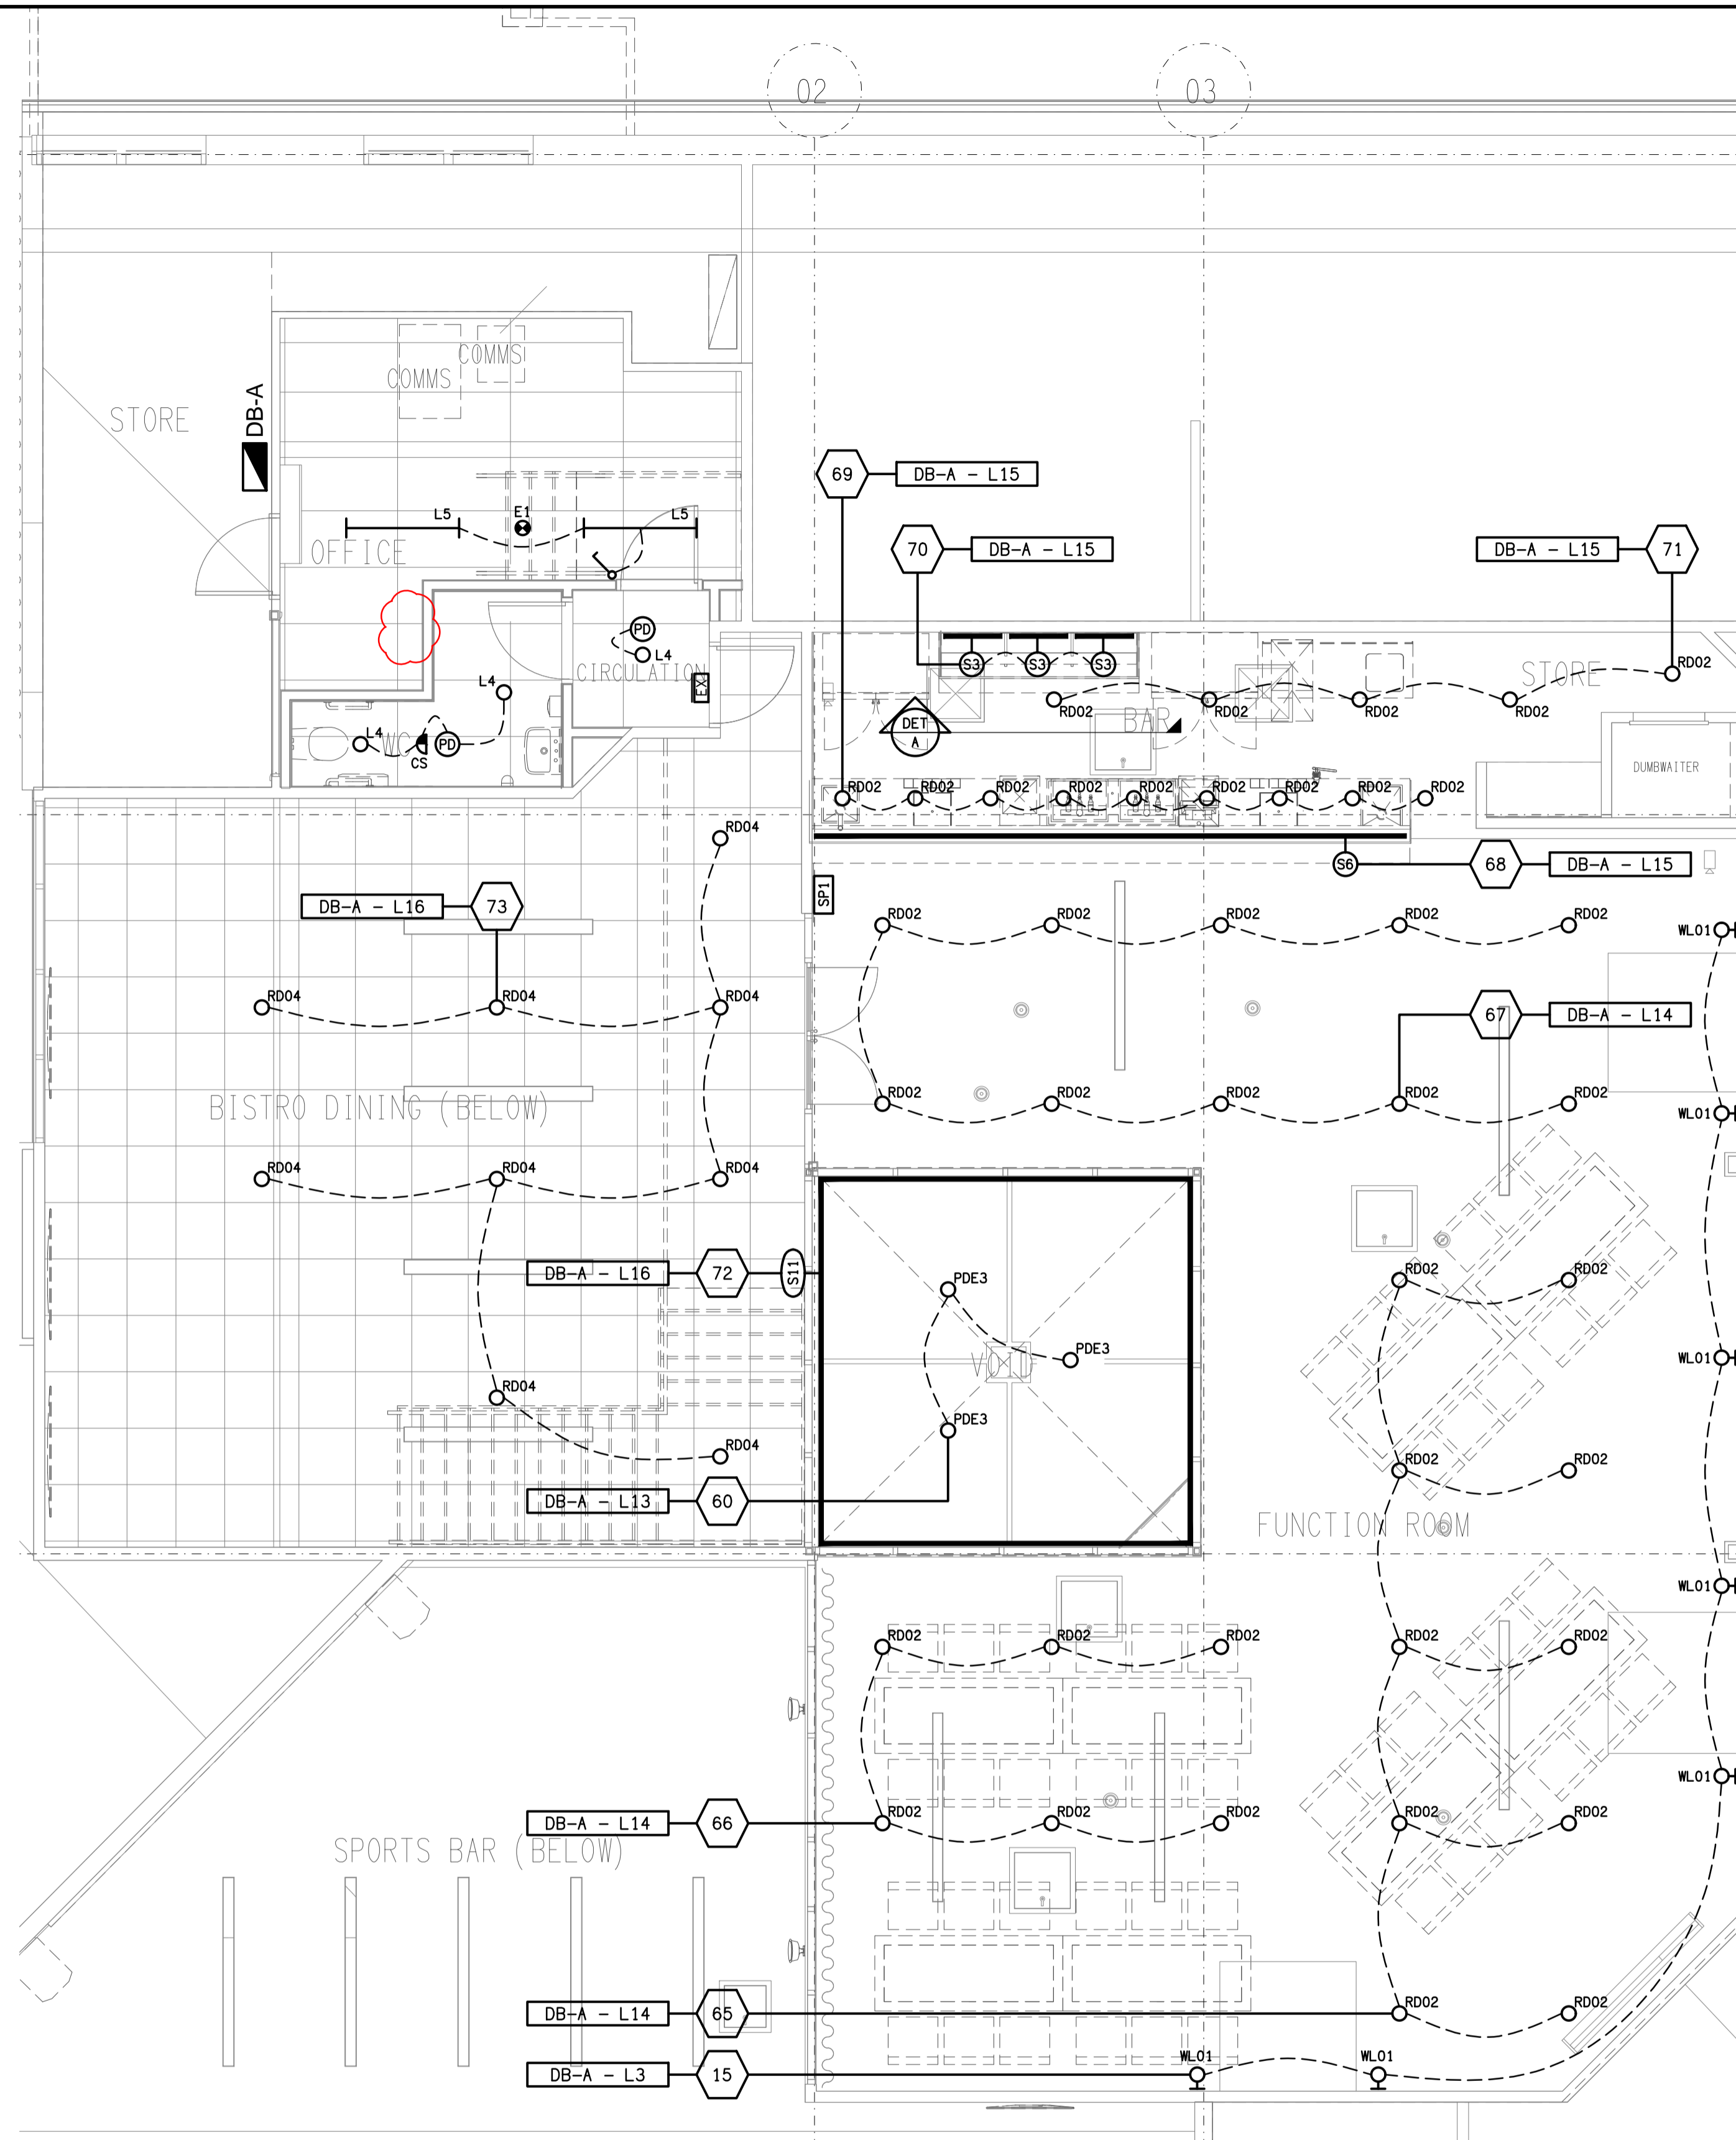 02
03
COMMS
COMMS
STORE
DB-A
L5
E1
L5
OFFICE
69
DB-A - L15
70
DB-A - L15
DB-A - L15
71
PD
L4
CIRCULATION
EX
L4
L4
WC
CS
PD
S3
S3
S3
STORE
RD02
RD02
RD02
RD02
RD02
DET
A
BAR
DUMBWAITER
RD02
RD02
RD02
RD02
RD02
RD02
RD02
RD02
RD02
RD04
S6
68
DB-A - L15
SP1
DB-A - L16
73
RD02
RD02
RD02
RD02
RD02
WL01
RD04
RD04
RD04
67
DB-A - L14
RD02
RD02
RD02
RD02
RD02
WL01
BISTRO DINING (BELOW)
RD04
RD04
RD04
DB-A - L16
72
S11
PDE3
RD02
RD02
VOID
PDE3
WL01
RD04
PDE3
RD04
RD02
RD02
DB-A - L13
60
FUNCTION ROOM
WL01
RD02
RD02
RD02
RD02
RD02
WL01
DB-A - L14
66
RD02
RD02
RD02
RD02
RD02
SPORTS BAR (BELOW)
DB-A - L14
65
RD02
RD02
DB-A - L3
15
WL01
WL01